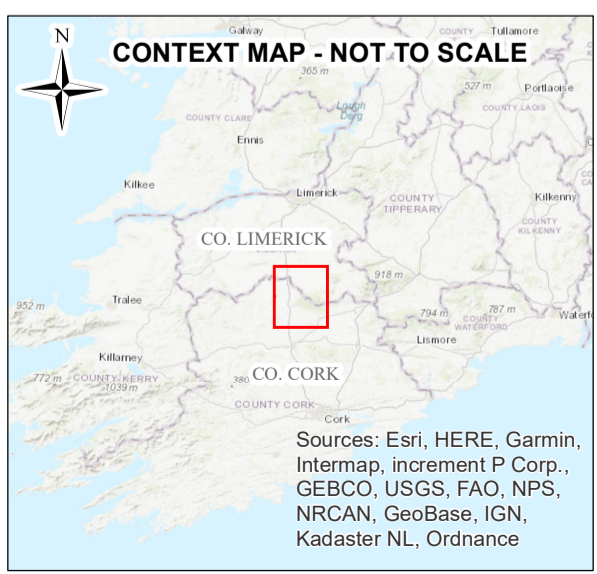 Galway
COUNTY
Tullamore
N
CONTEXT MAP - NOT TO SCALE
365 m
527 m
Portlaoise
Lough
Derg
COUNTY LAOIS
COUNTY CLARE
Ennis
Kilkee
Limerick
COUNTY
TIPPERARY
Kilkenny
COUNTY
KILKENNY
CO. LIMERICK
918 m
952 m
Tralee
794 m
787 m
COUNTY
WATERFORD
Waterf
Lismore
Killarney
772 m
COUNTY KERRY
1039 m
380
CO. CORK
COUNTY CORK
Cork
Sources: Esri, HERE, Garmin,
Intermap, increment P Corp.,
GEBCO, USGS, FAO, NPS,
NRCAN, GeoBase, IGN,
Kadaster NL, Ordnance